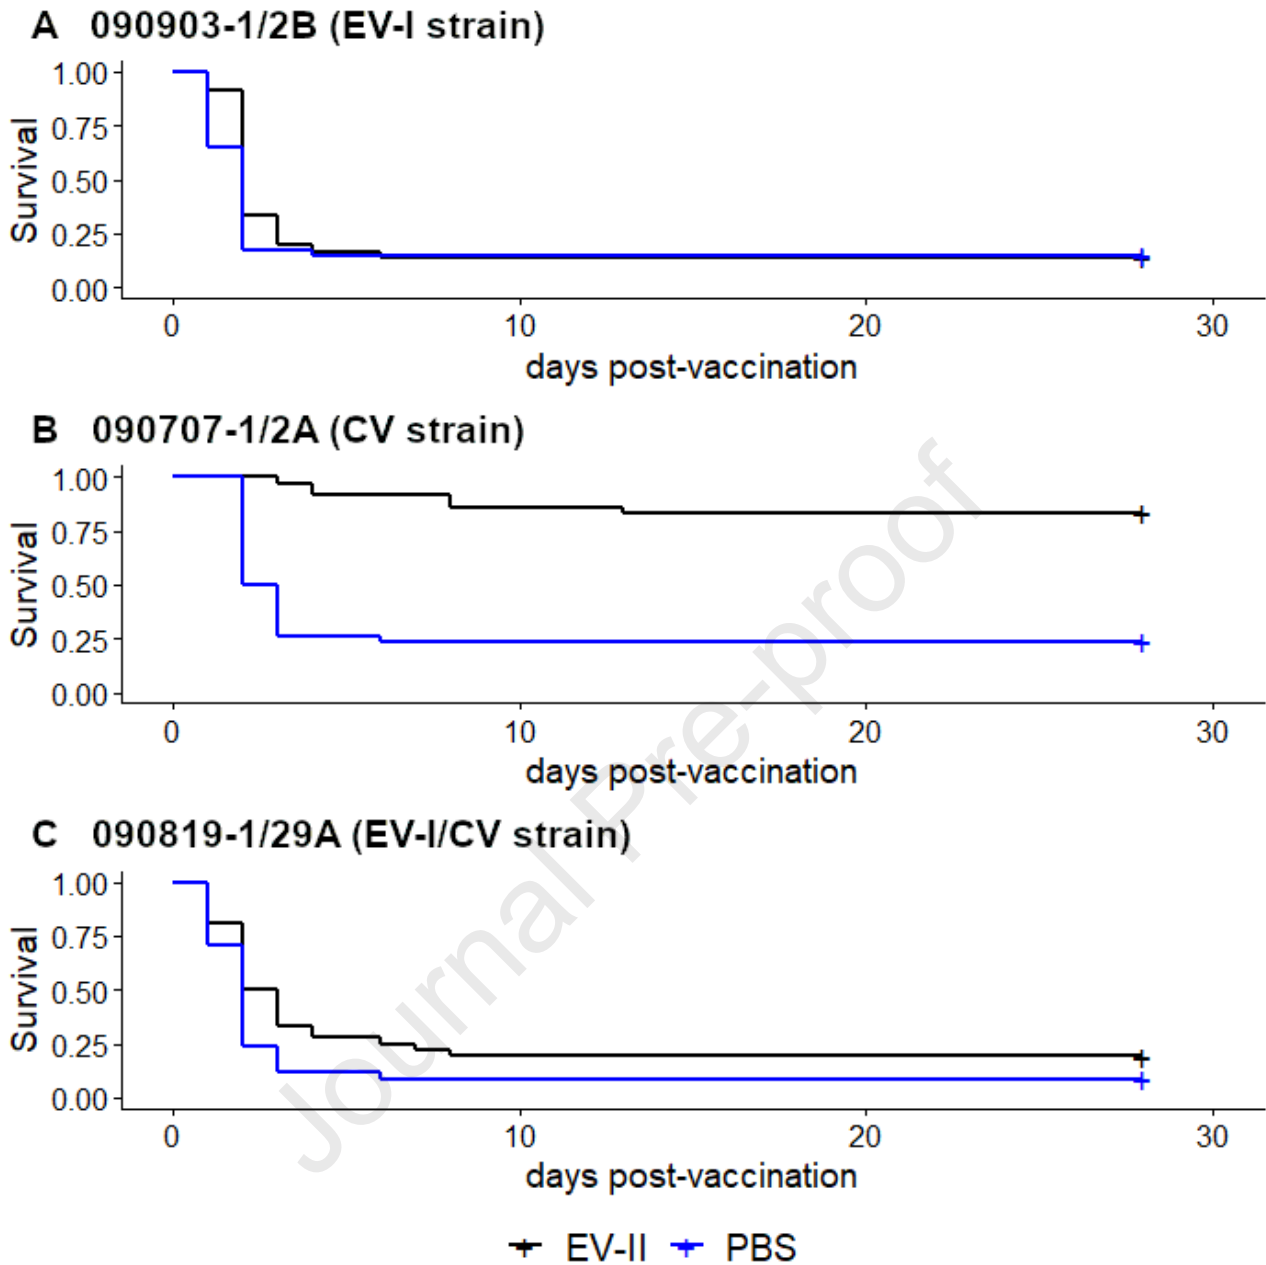 A 090903-1/2B (EV-I strain)
Survival
1.00
0.75
0.50
0.25
0.00
0 10 20 30
days post-vaccination
B 090707-1/2A (CV strain)
Survival
1.00
0.75
0.50
0.25
0.00
0 10 20 30
days post-vaccination
C 090819-1/29A (EV-I/CV strain)
Survival
1.00
0.75
0.50
0.25
0.00
0 10 20 30
days post-vaccination
EV-II PBS
Journal Pre-proof